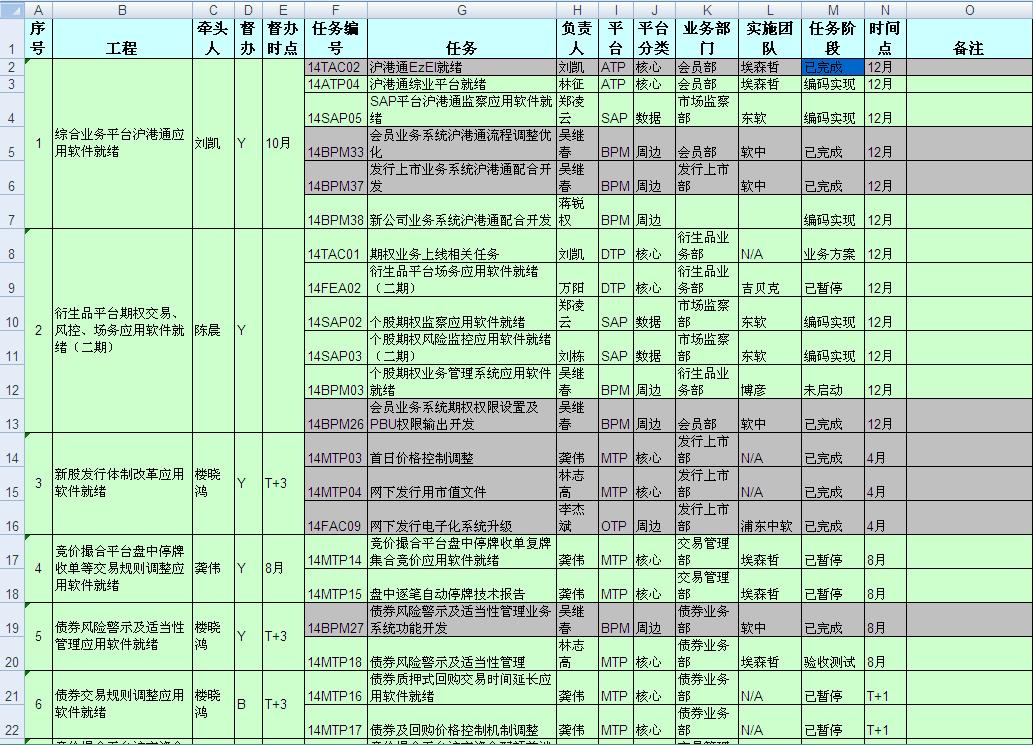 A B C D E F G H I J K L M N O
1 序号 工程 牵头人 督办 督办时点 任务编号 任务 负责人 平台 平台分类 业务部门 实施团队 任务阶段 时间点 备注
2 1 综合业务平台沪港通应用软件就绪 刘凯 Y 10月 14TAC02 沪港通EzEI就绪 刘凯 ATP 核心 会员部 埃森哲 已完成 12月
3 14ATP04 沪港通综业平台就绪 林征 ATP 核心 会员部 埃森哲 编码实现 12月
4 14SAP05 SAP平台沪港通监察应用软件就绪 郑凌云 SAP 数据 市场监察部 东软 编码实现 12月
5 14BPM33 会员业务系统沪港通流程调整优化 吴继春 BPM 周边 会员部 软中 已完成 12月
6 14BPM37 发行上市业务系统沪港通配合开发 吴继春 BPM 周边 发行上市部 软中 已完成 12月
7 14BPM38 新公司业务系统沪港通配合开发 蒋锐权 BPM 周边 编码实现 12月
8 2 衍生品平台期权交易、风控、场务应用软件就绪（二期） 陈晨 Y 14TAC01 期权业务上线相关任务 刘凯 DTP 核心 衍生品业务部 N/A 业务方案 12月
9 14FEA02 衍生品平台场务应用软件就绪（二期） 万阳 DTP 核心 衍生品业务部 吉贝克 已暂停 12月
10 14SAP02 个股期权监察应用软件就绪 郑凌云 SAP 数据 市场监察部 东软 编码实现 12月
11 14SAP03 个股期权风险监控应用软件就绪（二期） 刘栋 SAP 数据 市场监察部 东软 编码实现 12月
12 14BPM03 个股期权业务管理系统应用软件就绪 吴继春 BPM 周边 衍生品业务部 博彦 未启动 12月
13 14BPM26 会员业务系统期权权限设置及PBU权限输出开发 吴继春 BPM 周边 会员部 软中 已完成 12月
14 3 新股发行体制改革应用软件就绪 楼晓鸿 Y T+3 14MTP03 首日价格控制调整 龚伟 MTP 核心 发行上市部 N/A 已完成 4月
15 14MTP04 网下发行用市值文件 林志高 MTP 核心 发行上市部 N/A 已完成 4月
16 14FAC09 网下发行电子化系统升级 李杰斌 OTP 周边 发行上市部 浦东中软 已完成 4月
17 4 竞价撮合平台盘中停牌收单等交易规则调整应用软件就绪 龚伟 Y 8月 14MTP14 竞价撮合平台盘中停牌收单复牌集合竞价应用软件就绪 龚伟 MTP 核心 交易管理部 埃森哲 已暂停 8月
18 14MTP15 盘中逐笔自动停牌技术报告 龚伟 MTP 核心 交易管理部 埃森哲 已暂停 8月
19 5 债券风险警示及适当性管理应用软件就绪 楼晓鸿 Y T+3 14BPM27 债券风险警示及适当性管理业务系统功能开发 吴继春 BPM 周边 债券业务部 软中 已完成 8月
20 14MTP18 债券风险警示及适当性管理 林志高 MTP 核心 债券业务部 埃森哲 验收测试 8月
21 6 债券交易规则调整应用软件就绪 楼晓鸿 B T+3 14MTP16 债券质押式回购交易时间延长应用软件就绪 龚伟 MTP 核心 债券业务部 N/A 已暂停 T+1
22 14MTP17 债券及回购价格控制机制调整 龚伟 MTP 核心 债券业务部 N/A 已暂停 T+1